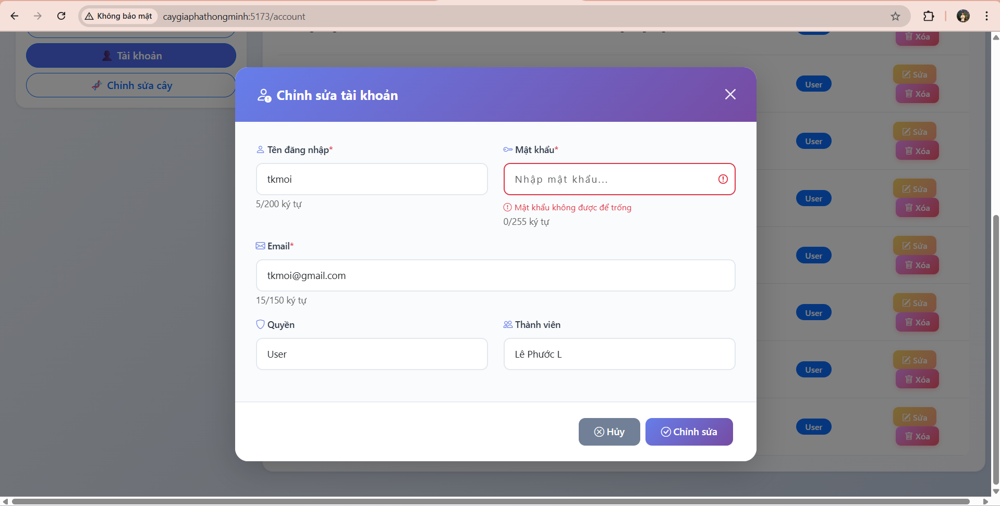 Không bảo mật
caygiaphathongminh:5173/account
Xóa
Tài khoản
Chỉnh sửa cây
Chỉnh sửa tài khoản
Tên đăng nhập*
Mật khẩu*
tkmoi
Nhập mật khẩu...
5/200 ký tự
Mật khẩu không được để trống
0/255 ký tự
Email*
tkmoi@gmail.com
15/150 ký tự
Quyền
Thành viên
User
Lê Phước L
Hủy
Chỉnh sửa
User
Sửa
Xóa
User
Sửa
Xóa
User
Sửa
Xóa
User
Sửa
Xóa
User
Sửa
Xóa
User
Sửa
Xóa
User
Sửa
Xóa